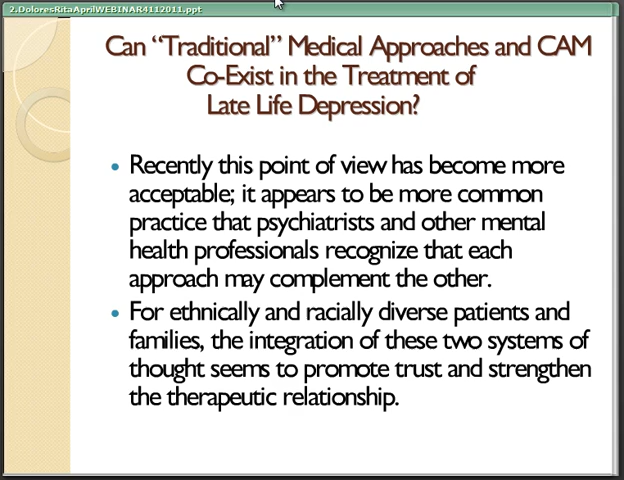 2.DoloresRitaAprilWEBINAR4112011.ppt
Can “Traditional” Medical Approaches and CAM
Co-Exist in the Treatment of
Late Life Depression?
• Recently this point of view has become more
acceptable; it appears to be more common
practice that psychiatrists and other mental
health professionals recognize that each
approach may complement the other.
• For ethnically and racially diverse patients and
families, the integration of these two systems of
thought seems to promote trust and strengthen
the therapeutic relationship.